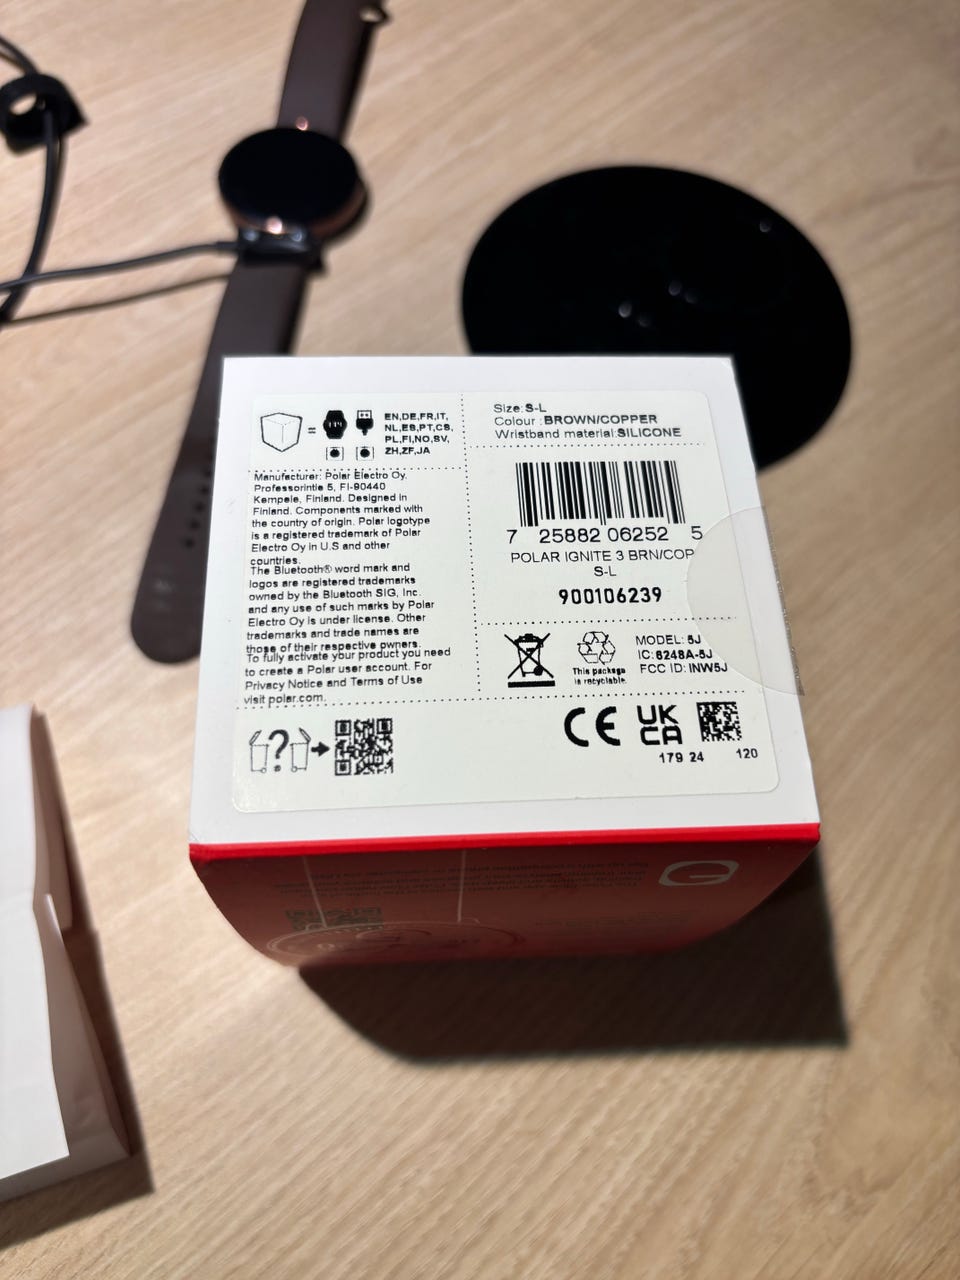 EN,DE,FR,IT,
NL,ES,PT,CS,
PL,FI,NO,SV,
ZH,ZF,JA
Manufacturer: Polar Electro Oy,
Professorintie 5, FI-90440
Kempele, Finland. Designed in
Finland. Components marked with
the country of origin. Polar logotype
is a registered trademark of Polar
Electro Oy in U.S and other
countries.
The Bluetooth® word mark and
logos are registered trademarks
owned by the Bluetooth SIG, Inc.
and any use of such marks by Polar
Electro Oy is under license. Other
trademarks and trade names are
those of their respective owners.
To fully activate your product you need
to create a Polar user account. For
Privacy Notice and Terms of Use
visit polar.com.
Size:S-L
Colour :BROWN/COPPER
Wristband material:SILICONE
7 25882 06252 5
POLAR IGNITE 3 BRN/COP
S-L
900106239
This package
is recyclable.
MODEL: 5J
IC:6248A-5J
FCC ID: INW5J
CE
UK
CA
179 24
120